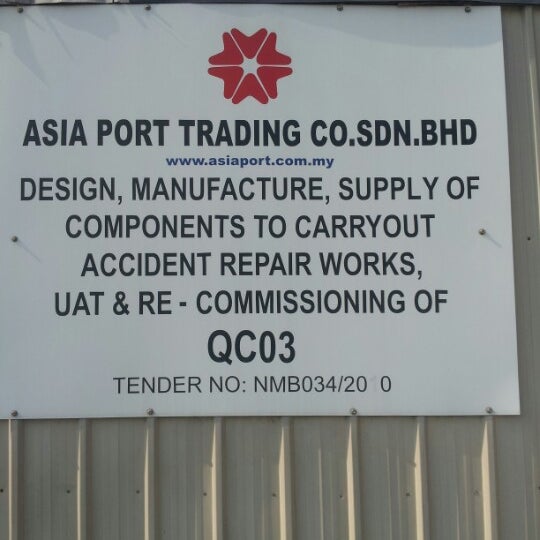 ASIA PORT TRADING CO.SDN.BHD
www.asiaport.com.my
DESIGN, MANUFACTURE, SUPPLY OF
COMPONENTS TO CARRYOUT
ACCIDENT REPAIR WORKS,
UAT & RE - COMMISSIONING OF
QC03
TENDER NO: NMB034/20 0